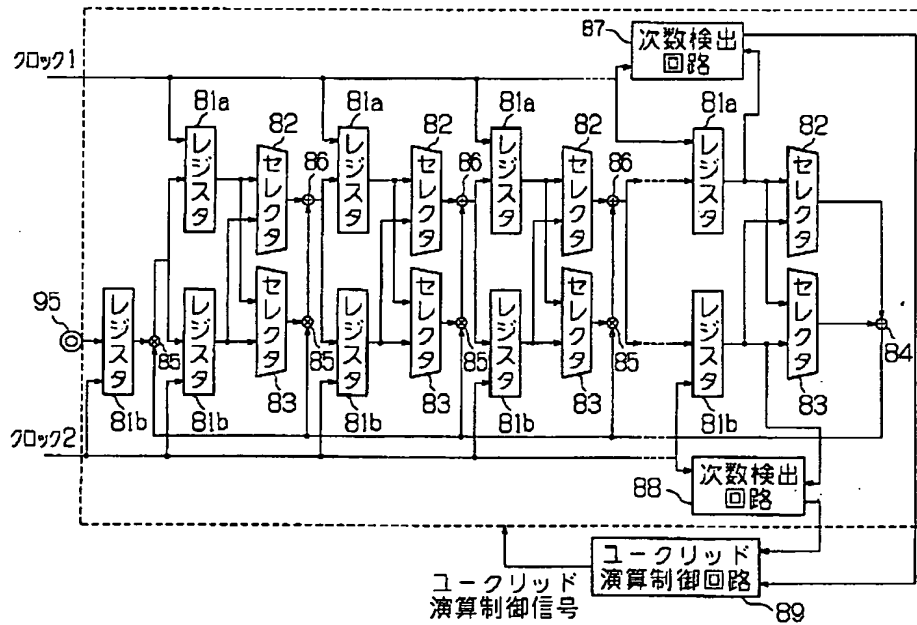 87
次数検出
回路
クロック1
81a
81a
81a
81a
82
82
82
82
レジスタ
セレクタ
86
レジスタ
セレクタ
86
レジスタ
セレクタ
86
レジスタ
セレクタ
95
レジスタ
85
レジスタ
セレクタ
85
レジスタ
セレクタ
85
レジスタ
セレクタ
85
レジスタ
セレクタ
84
81b
81b
83
81b
83
81b
83
81b
83
クロック2
88
次数検出
回路
ユークリッド
演算制御信号
ユークリッド
演算制御回路
89